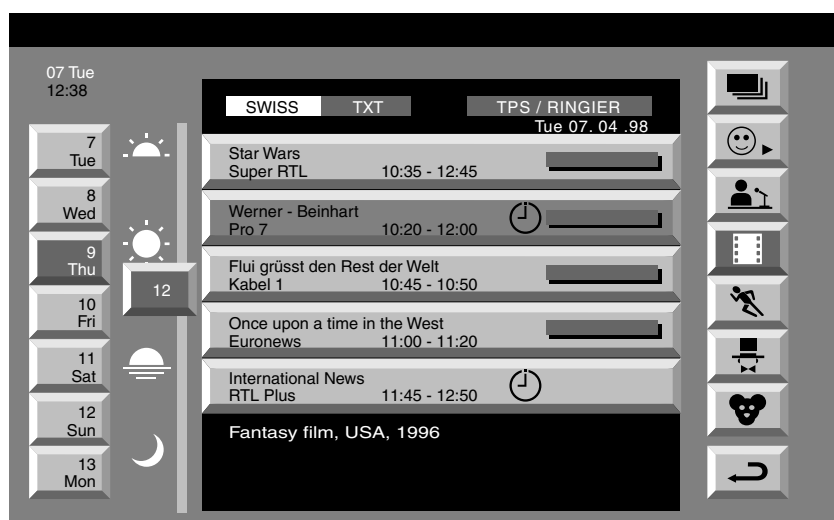 07 Tue
12:38
SWISS TXT TPS / RINGIER
Tue 07. 04 .98
7
Tue
8
Wed
9
Thu
10
Fri
11
Sat
12
Sun
13
Mon
12
Star Wars
Super RTL 10:35 - 12:45
Werner - Beinhart
Pro 7 10:20 - 12:00
Flui grüsst den Rest der Welt
Kabel 1 10:45 - 10:50
Once upon a time in the West
Euronews 11:00 - 11:20
International News
RTL Plus 11:45 - 12:50
Fantasy film, USA, 1996